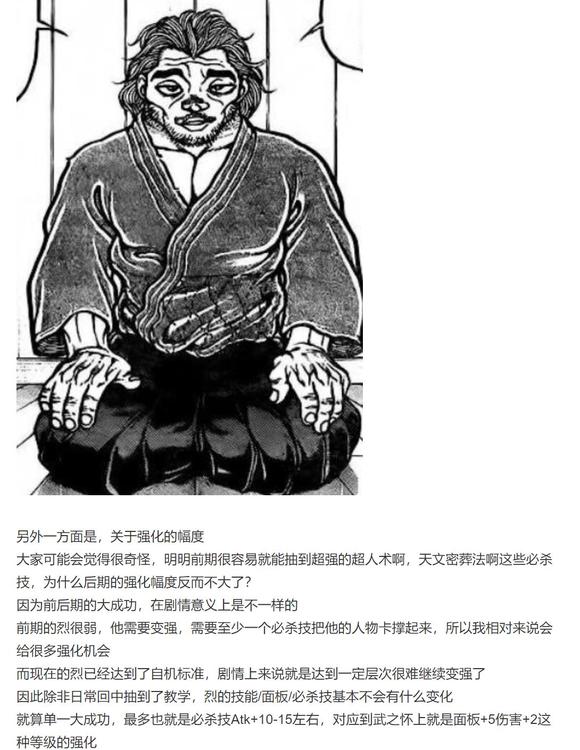 另外一方面是，关于强化的幅度
大家可能会觉得很奇怪，明明前期很容易就能抽到超强的超人术啊，天文密葬法啊这些必杀
技，为什么后期的强化幅度反而不大了？
因为前后期的大成功，在剧情意义上是不一样的
前期的烈很弱，他需要变强，需要至少一个必杀技把他的人物卡撑起来，所以我相对来说会
给很多强化机会
而现在的烈已经达到了自机标准，剧情上来说就是达到一定层次很难继续变强了
因此除非日常回中抽到了教学，烈的技能/面板/必杀技基本不会有什么变化
就算单一大成功，最多也就是必杀技Atk+10-15左右，对应到武之怀上就是面板+5伤害+2这
种等级的强化